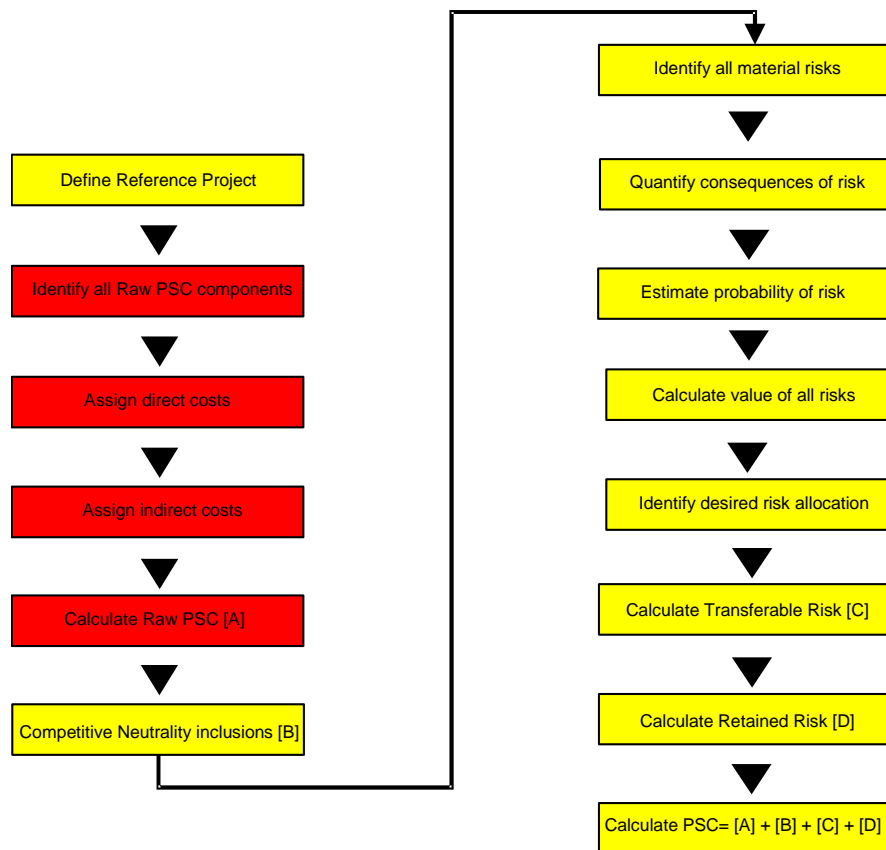 Define Reference Project
Identify all Raw PSC components
Assign direct costs
Assign indirect costs
Calculate Raw PSC [A]
Competitive Neutrality inclusions [B]
Identify all material risks
Quantify consequences of risk
Estimate probability of risk
Calculate value of all risks
Identify desired risk allocation
Calculate Transferable Risk [C]
Calculate Retained Risk [D]
Calculate PSC= [A] + [B] + [C] + [D]